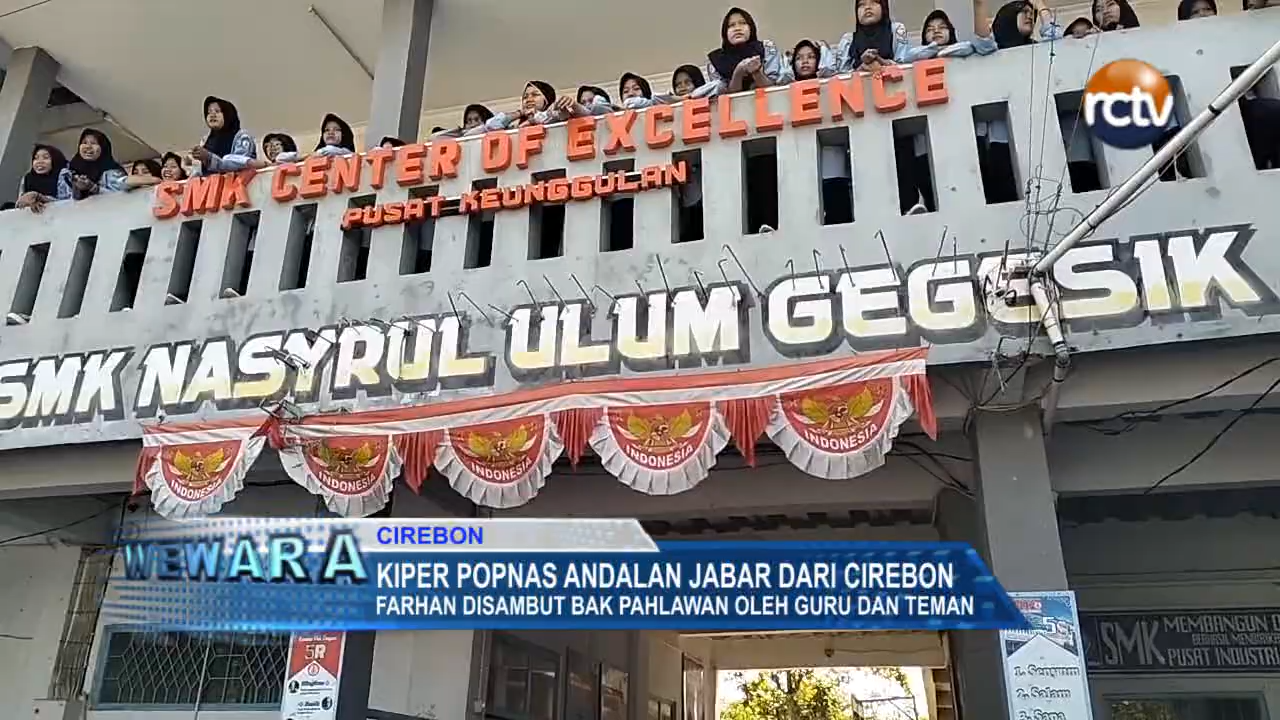 rctv
SMK CENTER OF EXCELLENCE
PUSAT KEUNGGULAN
SMK NASYRUL ULUM GEGESIK
INDONESIA
INDONESIA
INDONESIA
INDONESIA
INDONESIA
WEWARA
CIREBON
KIPER POPNAS ANDALAN JABAR DARI CIREBON
FARHAN DISAMBUT BAK PAHLAWAN OLEH GURU DAN TEMAN
5R
1. Senyum
2. Salam
3. Sapa
SMK
MEMBANGUN
PUSAT INDUSTRI